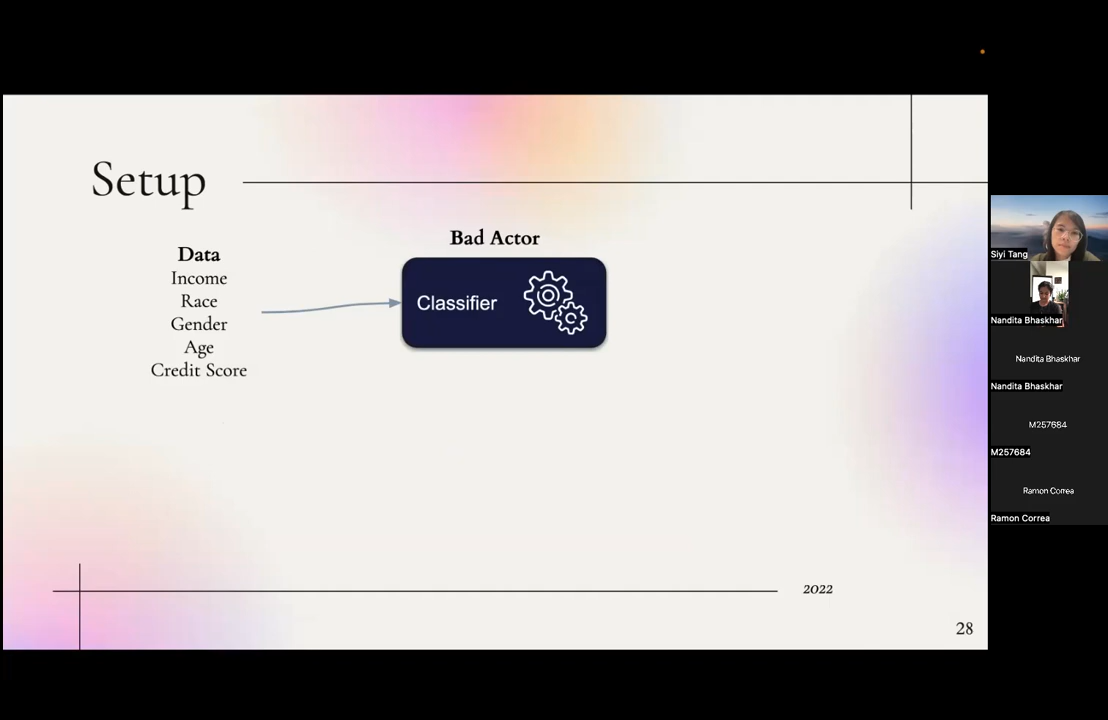 Setup
Data
Income
Race
Gender
Age
Credit Score
Bad Actor
Classifier
2022
28
Siyi Tang
Nandita Bhaskhar
Nandita Bhaskhar
Nandita Bhaskhar
M257684
M257684
Ramon Correa
Ramon Correa